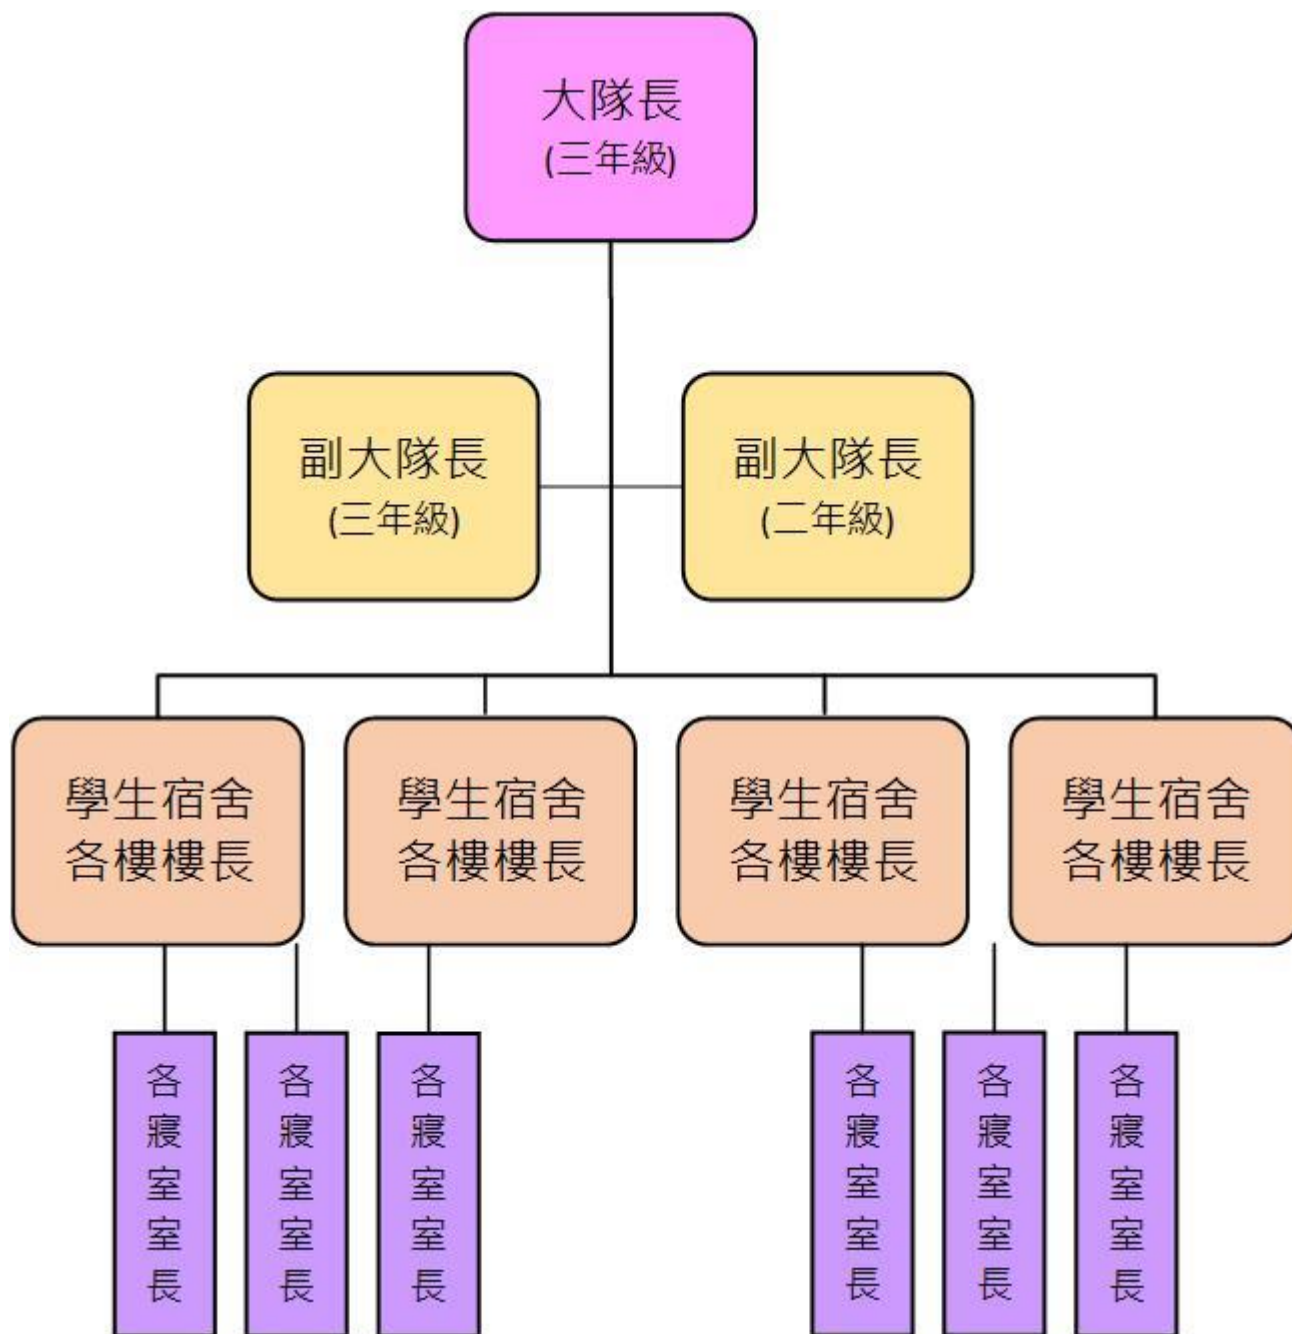 大隊長
(三年級)
副大隊長
(三年級)
副大隊長
(二年級)
學生宿舍
各樓樓長
學生宿舍
各樓樓長
學生宿舍
各樓樓長
學生宿舍
各樓樓長
各寢室室長
各寢室室長
各寢室室長
各寢室室長
各寢室室長
各寢室室長